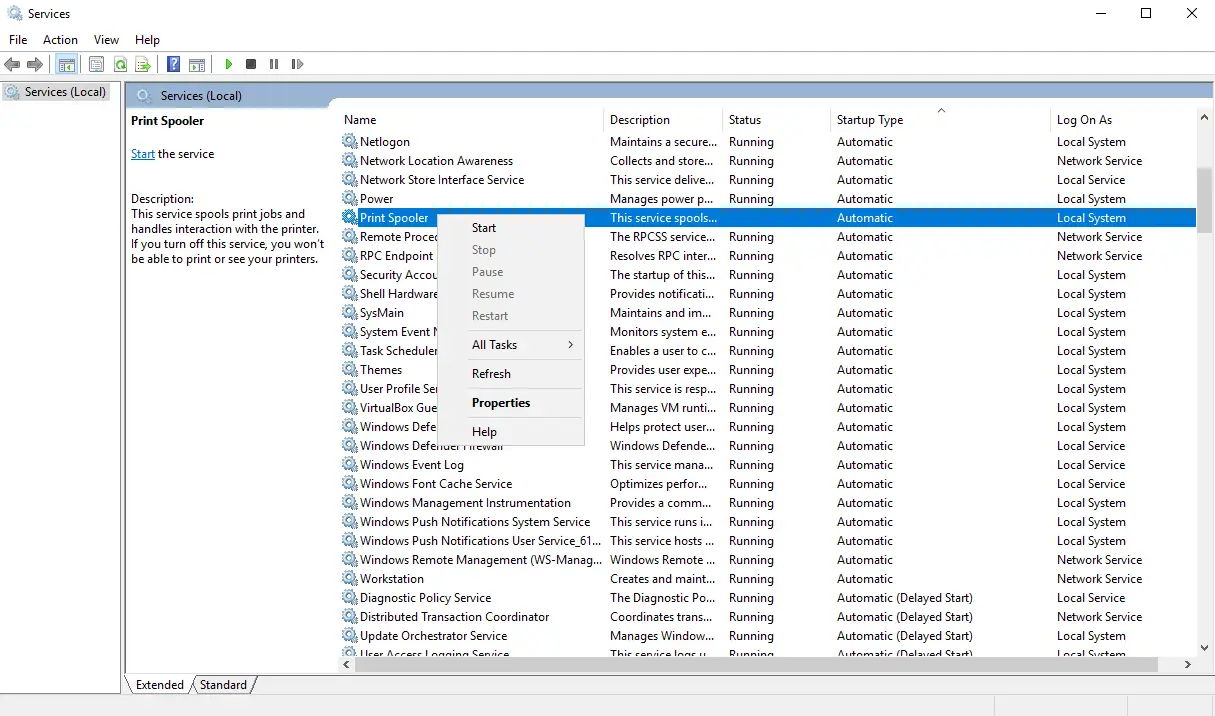 Services
File Action View Help
Services (Local)
Services (Local)
Print Spooler
Start the service
Description:
This service spools print jobs and
handles interaction with the printer.
If you turn off this service, you won't
be able to print or see your printers.
Name Description Status Startup Type Log On As
Netlogon Maintains a secure... Running Automatic Local System
Network Location Awareness Collects and store... Running Automatic Network Service
Network Store Interface Service This service delive... Running Automatic Local Service
Power Manages power p... Running Automatic Local System
Print Spooler This service spools... Automatic Local System
Remote Proced The RPCSS service... Running Automatic Network Service
RPC Endpoint Resolves RPC inter... Running Automatic Network Service
Security Accou The startup of this... Running Automatic Local System
Shell Hardware Provides notificati... Running Automatic Local System
SysMain Maintains and im... Running Automatic Local System
System Event N Monitors system e... Running Automatic Local System
Task Scheduler Enables a user to c... Running Automatic Local System
Themes Provides user expe... Running Automatic Local System
User Profile Ser This service is resp... Running Automatic Local System
VirtualBox Gue Manages VM runti... Running Automatic Local System
Windows Defe Helps protect user... Running Automatic Local System
Windows Defender Firewall Windows Defende... Running Automatic Local Service
Windows Event Log This service mana... Running Automatic Local Service
Windows Font Cache Service Optimizes perfor... Running Automatic Local Service
Windows Management Instrumentation Provides a comm... Running Automatic Local System
Windows Push Notifications System Service This service runs i... Running Automatic Local System
Windows Push Notifications User Service_61... This service hosts ... Running Automatic Local System
Windows Remote Management (WS-Manag... Windows Remote ... Running Automatic Network Service
Workstation Creates and maint... Running Automatic Network Service
Diagnostic Policy Service The Diagnostic Po... Running Automatic (Delayed Start) Local Service
Distributed Transaction Coordinator Coordinates trans... Running Automatic (Delayed Start) Network Service
Update Orchestrator Service Manages Window... Running Automatic (Delayed Start) Local System
User Access Logging Service This service logs u... Running Automatic (Delayed Start) Local System
Start
Stop
Pause
Resume
Restart
All Tasks
Refresh
Properties
Help
Extended Standard